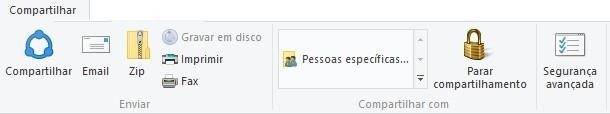 Compartilhar
Compartilhar
Email
Zip
Gravar em disco
Imprimir
Fax
Enviar
Pessoas específicas...
Parar
compartilhamento
Compartilhar com
Segurança
avançada